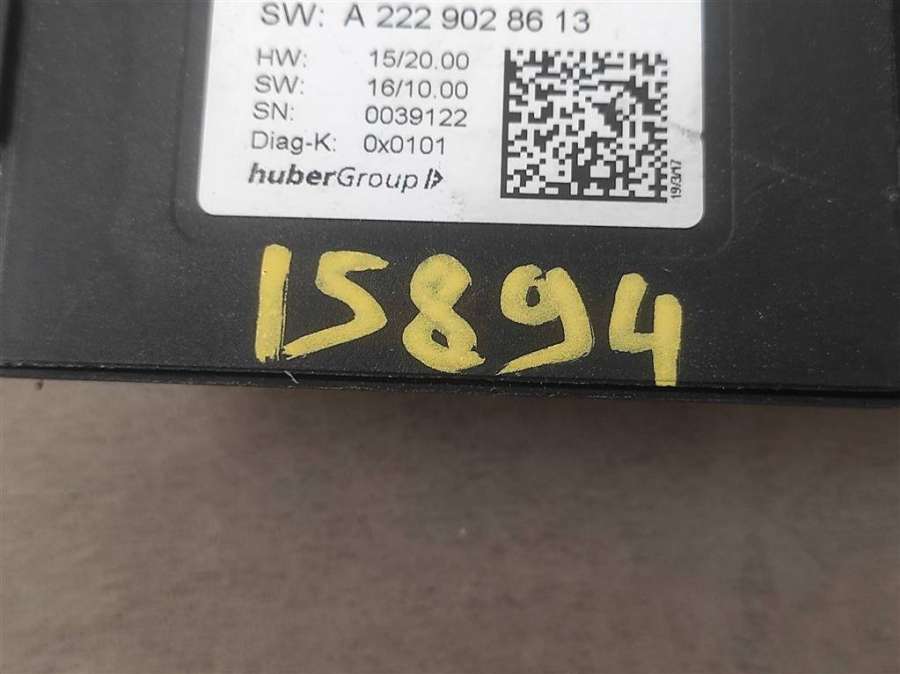 SW: A 222 902 86 13
HW: 15/20.00
SW: 16/10.00
SN: 0039122
Diag-K: 0x0101
huberGroup
19/3/17
15894